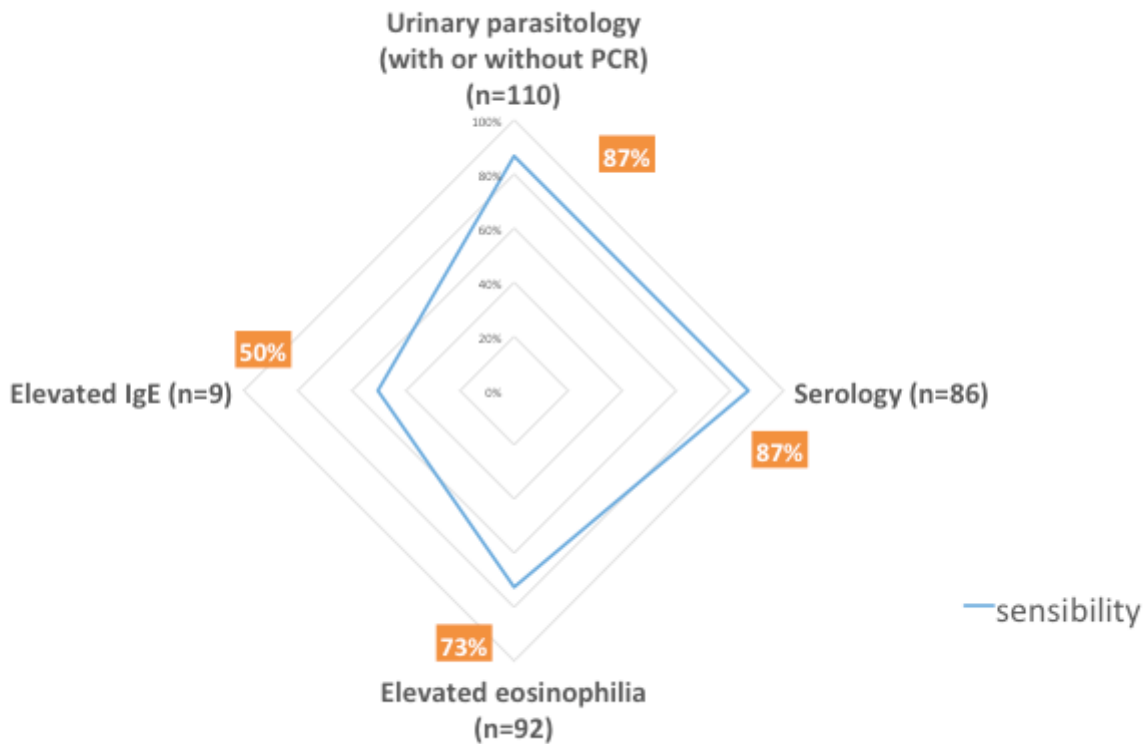 Urinary parasitology
(with or without PCR)
(n=110)
100%
87%
80%
60%
40%
20%
0%
50%
Elevated IgE (n=9)
Serology (n=86)
87%
sensibility
73%
Elevated eosinophilia
(n=92)